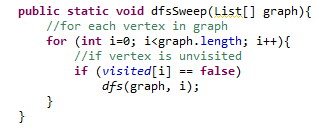 public static void dfsSweep(List[] graph){
//for each vertex in graph
for (int i=0; i<graph.length; i++){
//if vertex is unvisited
if (visited[i] == false)
dfs(graph, i);
}
}